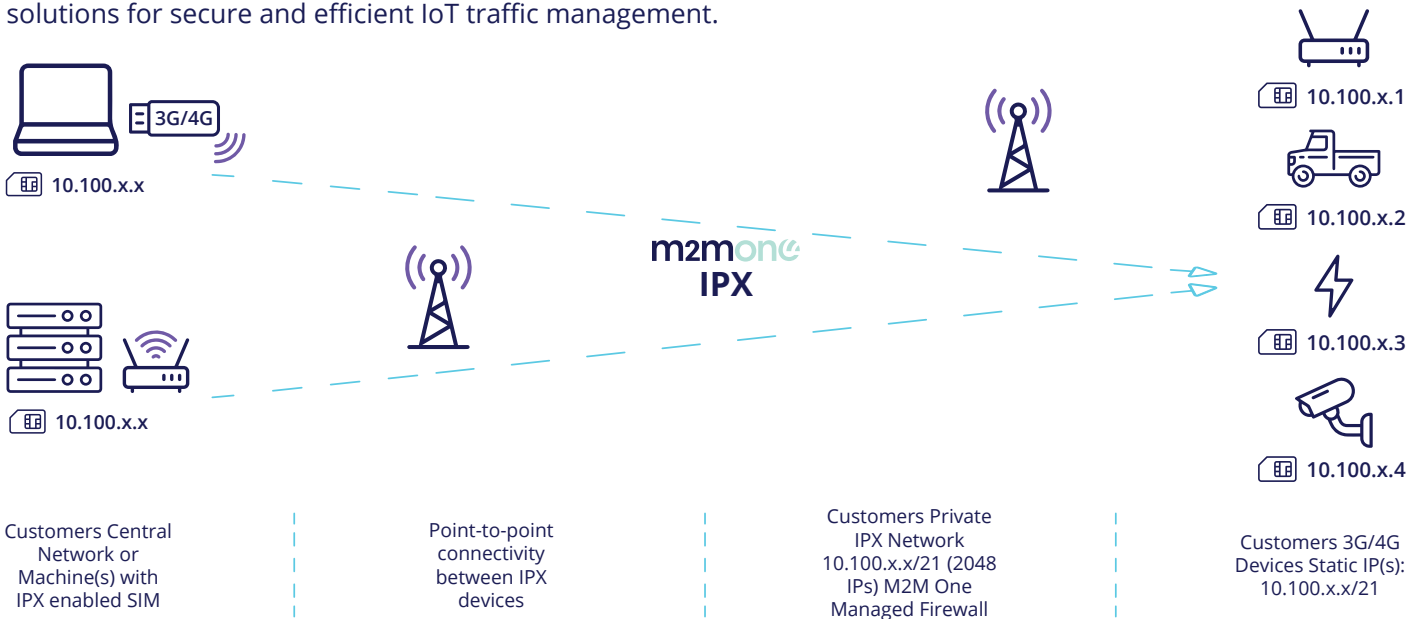 solutions for secure and efficient IoT traffic management.
3G/4G
10.100.x.x
10.100.x.x
m2mone
IPX
10.100.x.1
10.100.x.2
10.100.x.3
10.100.x.4
Customers Central
Network or
Machine(s) with
IPX enabled SIM
Point-to-point
connectivity
between IPX
devices
Customers Private
IPX Network
10.100.x.x/21 (2048
IPs) M2M One
Managed Firewall
Customers 3G/4G
Devices Static IP(s):
10.100.x.x/21